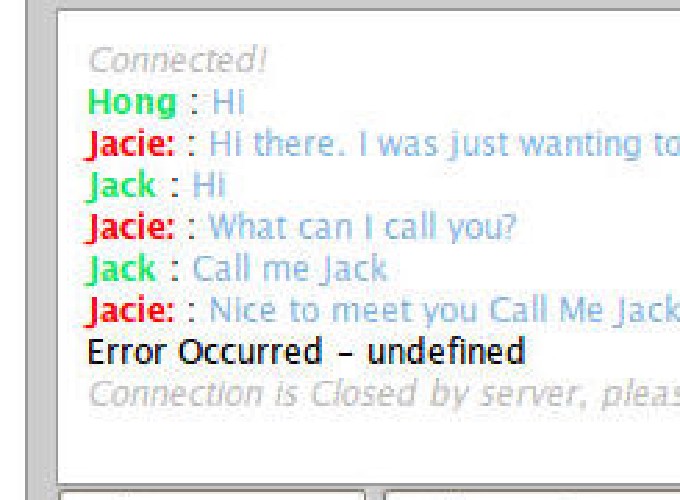 Connected!
Hong : Hi
Jacie: : Hi there. I was just wanting to
Jack : Hi
Jacie: : What can I call you?
Jack : Call me Jack
Jacie: : Nice to meet you Call Me Jack
Error Occurred - undefined
Connection is Closed by server, pleas